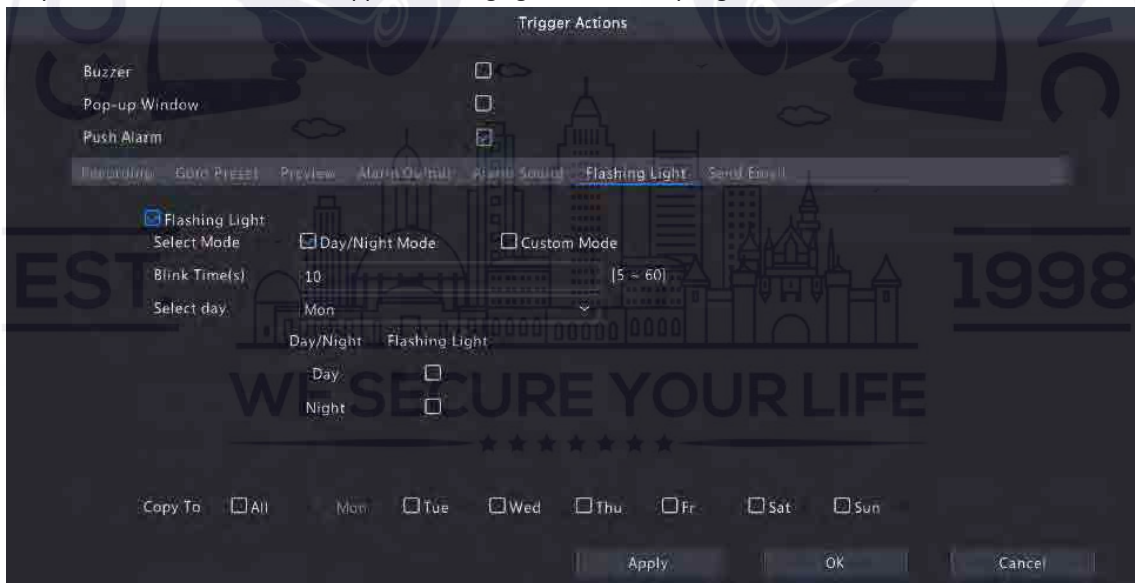 Trigger Actions
Buzzer
Pop-up Window
Push Alarm
Recording Goto Preset Preview Alarm Output Alarm Sound Flashing Light Send Email
Flashing Light
Select Mode Day/Night Mode Custom Mode
Blink Time(s) 10 [5 ~ 60]
Select day Mon
EST 1998
Day/Night Flashing Light
Day
Night
WE SECURE YOUR LIFE
Copy To All Mon Tue Wed Thu Fr Sat Sun
Apply OK Cancel